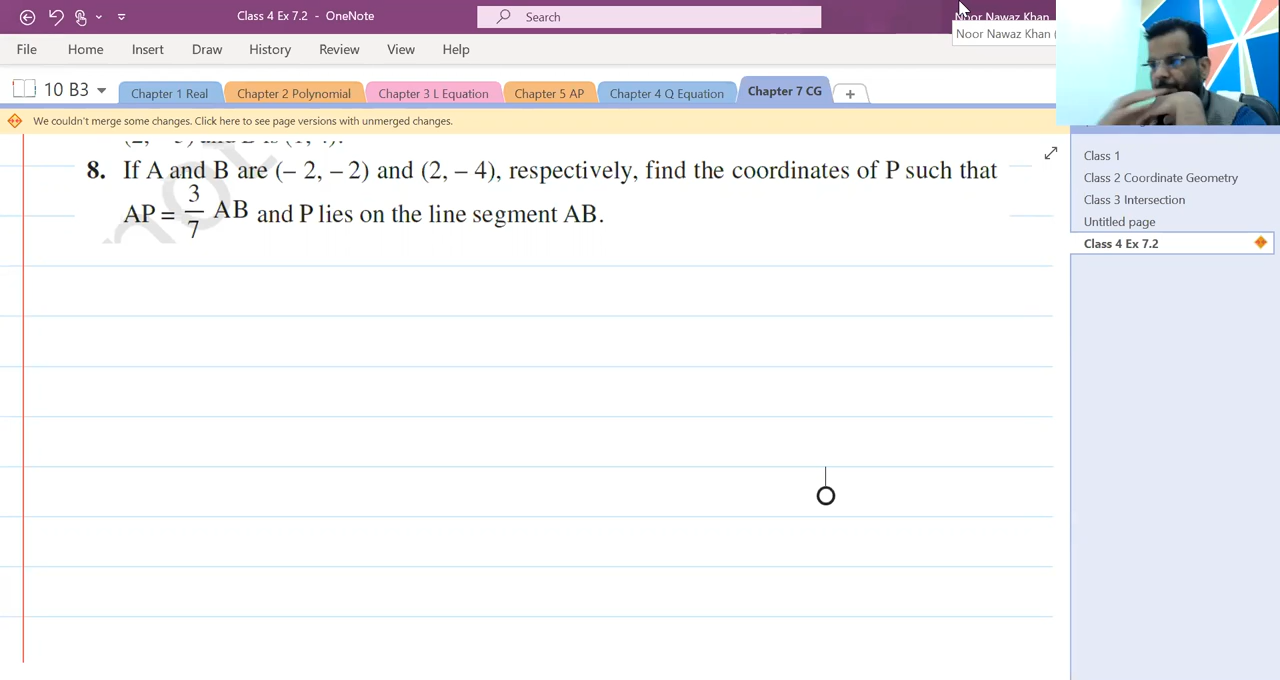 Class 4 Ex 7.2 - OneNote
Search
Noor Nawaz Khan
Noor Nawaz Khan (
File Home Insert Draw History Review View Help
10 B3
Chapter 1 Real
Chapter 2 Polynomial
Chapter 3 L Equation
Chapter 5 AP
Chapter 4 Q Equation
Chapter 7 CG
We couldn't merge some changes. Click here to see page versions with unmerged changes.
8. If A and B are (– 2, – 2) and (2, – 4), respectively, find the coordinates of P such that
AP = 3/7 AB and P lies on the line segment AB.
Class 1
Class 2 Coordinate Geometry
Class 3 Intersection
Untitled page
Class 4 Ex 7.2